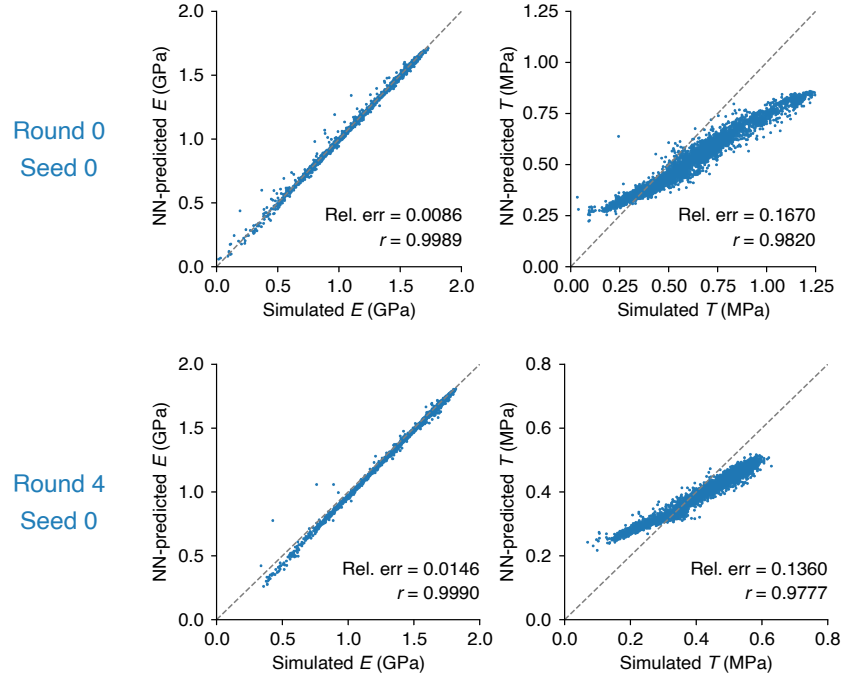 Round 0
Seed 0
NN-predicted E (GPa)
2.0
1.5
1.0
0.5
0.0
Rel. err = 0.0086
r = 0.9989
0.0 0.5 1.0 1.5 2.0
Simulated E (GPa)
NN-predicted T (MPa)
1.25
1.00
0.75
0.50
0.25
0.00
Rel. err = 0.1670
r = 0.9820
0.00 0.25 0.50 0.75 1.00 1.25
Simulated T (MPa)
Round 4
Seed 0
NN-predicted E (GPa)
2.0
1.5
1.0
0.5
0.0
Rel. err = 0.0146
r = 0.9990
0.0 0.5 1.0 1.5 2.0
Simulated E (GPa)
NN-predicted T (MPa)
0.8
0.6
0.4
0.2
0.0
Rel. err = 0.1360
r = 0.9777
0.0 0.2 0.4 0.6 0.8
Simulated T (MPa)